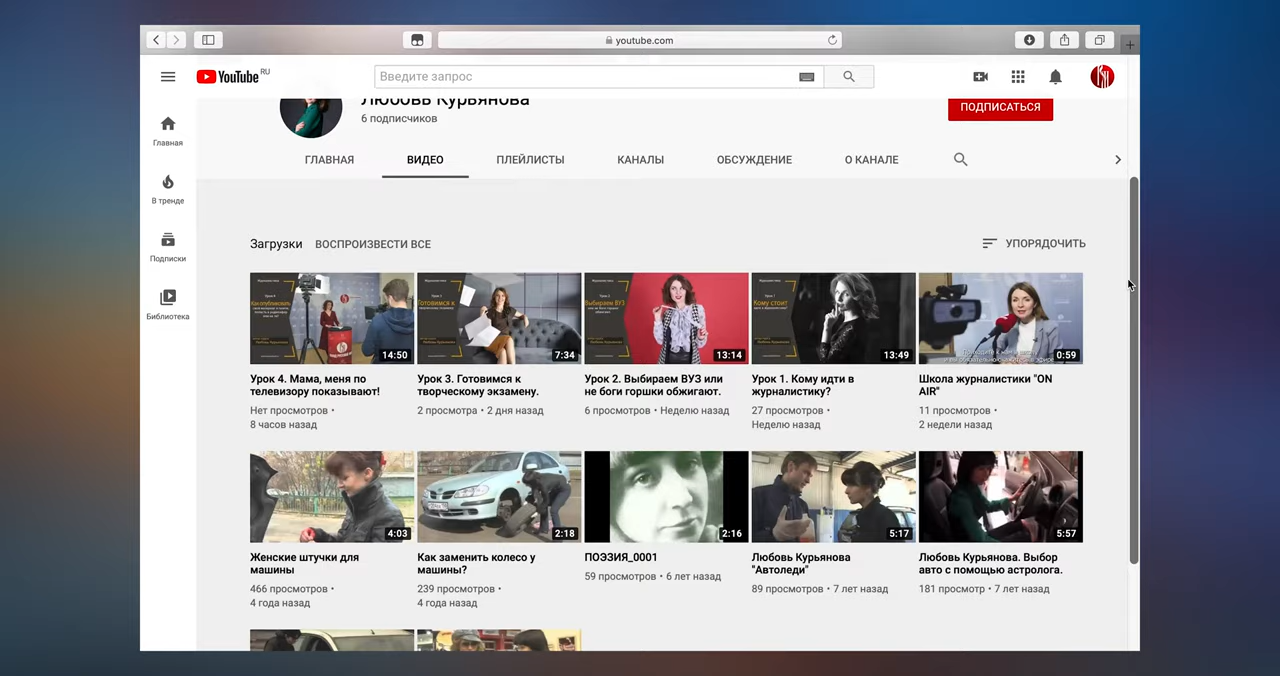 youtube.com
YouTube RU
Введите запрос
Любовь Курьянова
6 подписчиков
ПОДПИСАТЬСЯ
ГЛАВНАЯ ВИДЕО ПЛЕЙЛИСТЫ КАНАЛЫ ОБСУЖДЕНИЕ О КАНАЛЕ
Главная
В тренде
Подписки
Библиотека
Загрузки ВОСПРОИЗВЕСТИ ВСЕ УПОРЯДОЧИТЬ
14:50 7:34 13:14 13:49 0:59
Урок 4. Мама, меня по
телевизору показывают!
Нет просмотров •
8 часов назад
Урок 3. Готовимся к
творческому экзамену.
2 просмотра • 2 дня назад
Урок 2. Выбираем ВУЗ или
не боги горшки обжигают.
6 просмотров • Неделю назад
Урок 1. Кому идти в
журналистику?
27 просмотров •
Неделю назад
Школа журналистики "ON
AIR"
11 просмотров •
2 недели назад
4:03 2:18 2:16 5:17 5:57
Женские штучки для
машины
466 просмотров •
4 года назад
Как заменить колесо у
машины?
239 просмотров •
4 года назад
ПОЭЗИЯ_0001
59 просмотров • 6 лет назад
Любовь Курьянова
"Автоледи"
89 просмотров • 7 лет назад
Любовь Курьянова. Выбор
авто с помощью астролога.
181 просмотр • 7 лет назад